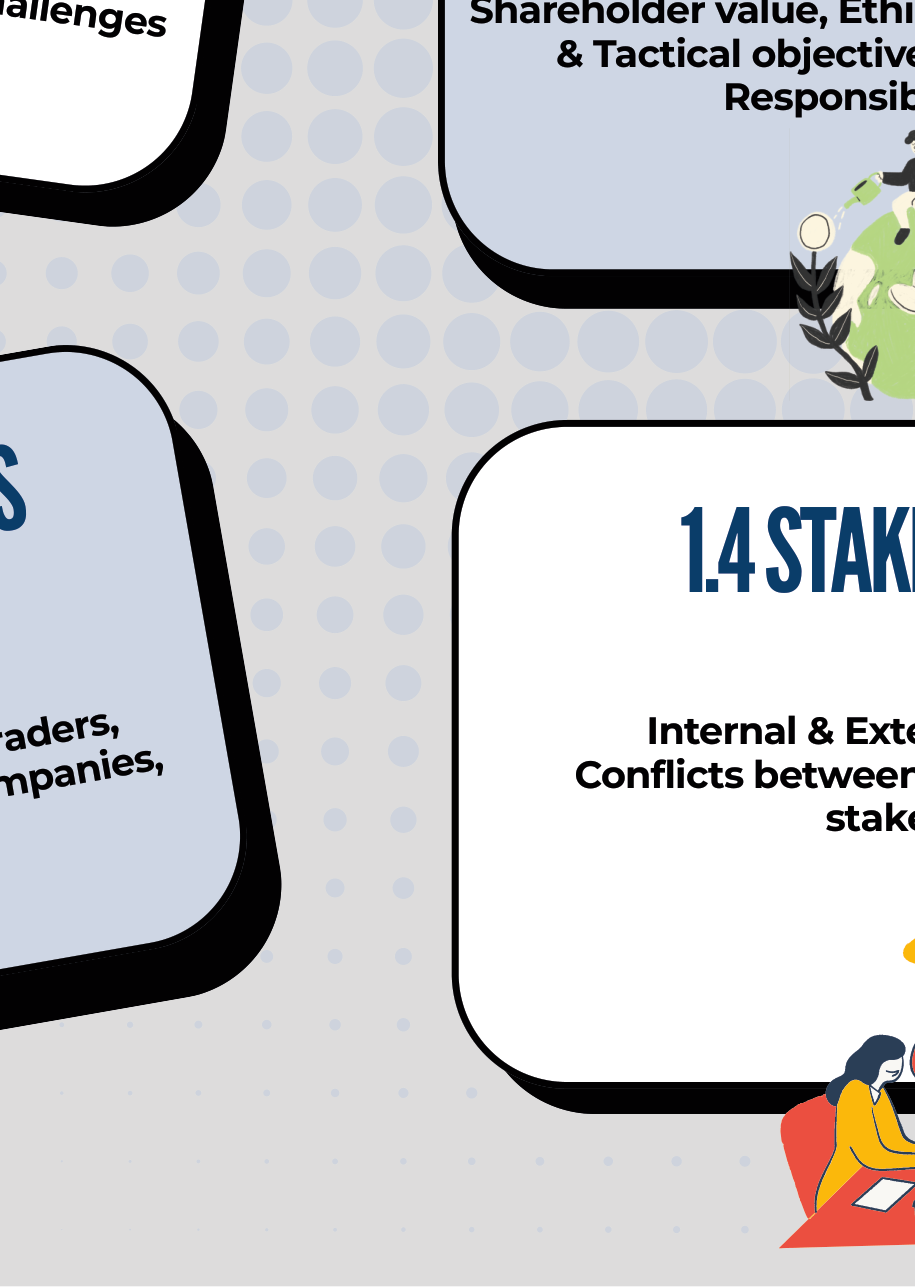 allenges
Shareholder value, Ethi
& Tactical objective
Responsib
S
raders,
mpanies,
1.4 STAK
Internal & Exte
Conflicts between
stake